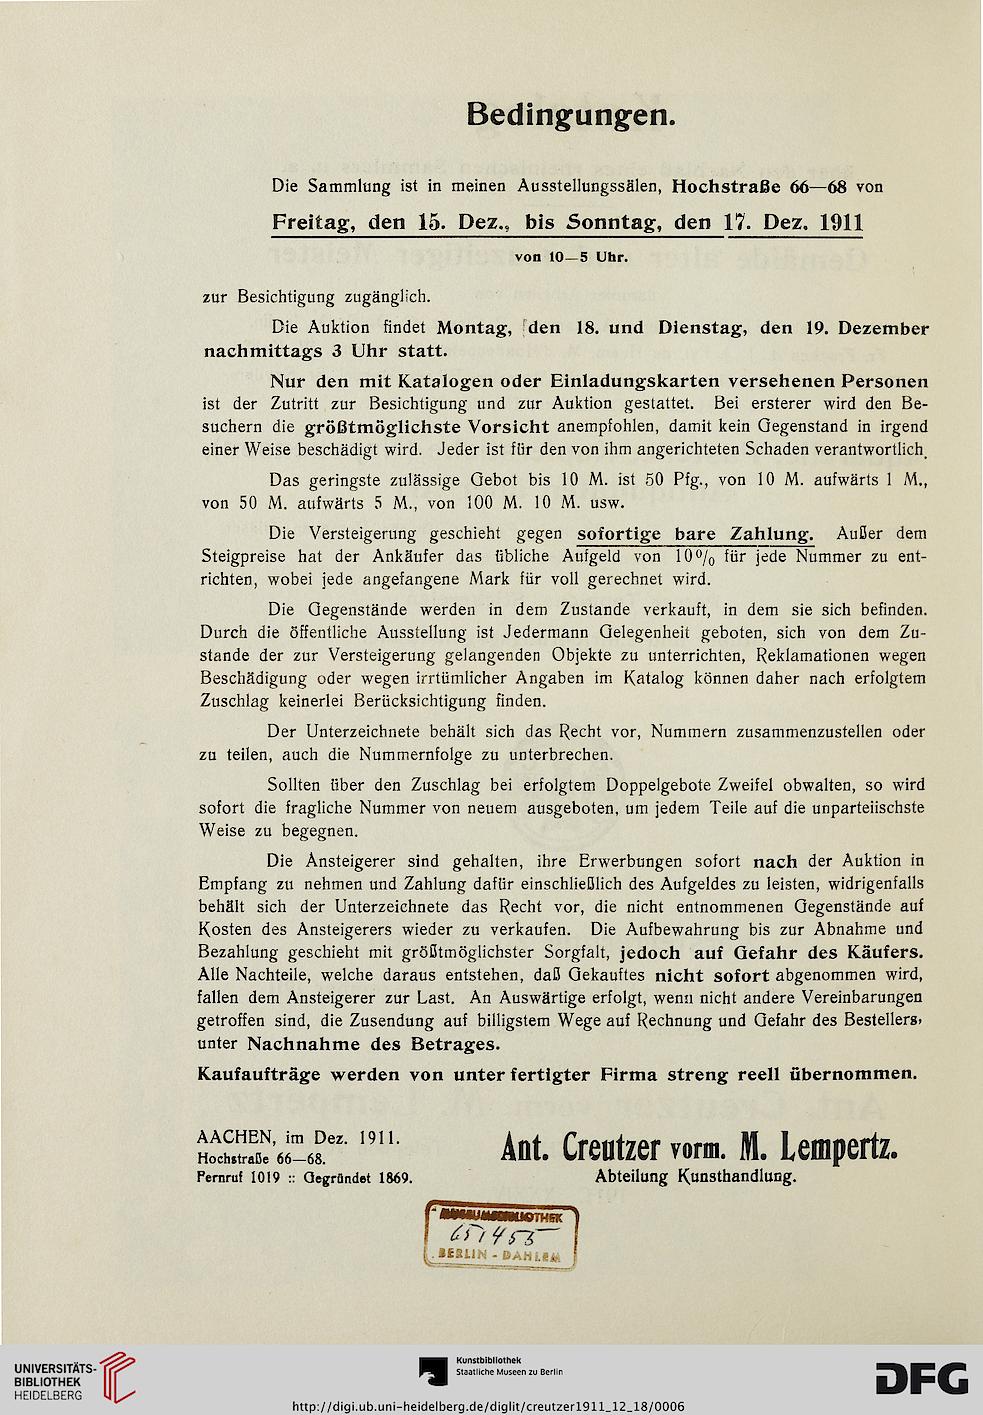 Bedingungen.
Die Sammlung ist in meinen Ausstellungssälen, Hochstraße 66—68 von
Freitag, den 15. Dez., bis Sonntag, den 17. Dez. 1911
von 10—5 Uhr.
zur Besichtigung zugänglich.
Die Auktion findet Montag, den 18. und Dienstag, den 19. Dezember
nachmittags 3 Uhr statt.
Nur den mit Katalogen oder Einladungskarten versehenen Personen
ist der Zutritt zur Besichtigung und zur Auktion gestattet. Bei ersterer wird den Be-
suchern die größtmöglichste Vorsicht anempfohlen, damit kein Gegenstand in irgend
einer Weise beschädigt wird. Jeder ist für den von ihm angerichteten Schaden verantwortlich.
Das geringste zulässige Gebot bis 10 M. ist 50 Pfg., von 10 M. aufwärts 1 M.,
von 50 M. aufwärts 5 M., von 100 M. 10 M. usw.
Die Versteigerung geschieht gegen sofortige bare Zahlung. Außer dem
Steigpreise hat der Ankäufer das übliche Aufgeld von 10% für jede Nummer zu ent-
richten, wobei jede angefangene Mark für voll gerechnet wird.
Die Gegenstände werden in dem Zustande verkauft, in dem sie sich befinden.
Durch die öffentliche Ausstellung ist Jedermann Gelegenheit geboten, sich von dem Zu-
stande der zur Versteigerung gelangenden Objekte zu unterrichten, Reklamationen wegen
Beschädigung oder wegen irrtümlicher Angaben im Katalog können daher nach erfolgtem
Zuschlag keinerlei Berücksichtigung finden.
Der Unterzeichnete behält sich das Recht vor, Nummern zusammenzustellen oder
zu teilen, auch die Nummernfolge zu unterbrechen.
Sollten über den Zuschlag bei erfolgtem Doppelgebote Zweifel obwalten, so wird
sofort die fragliche Nummer von neuem ausgeboten, um jedem Teile auf die unparteiischste
Weise zu begegnen.
Die Ansteigerer sind gehalten, ihre Erwerbungen sofort nach der Auktion in
Empfang zu nehmen und Zahlung dafür einschließlich des Aufgeldes zu leisten, widrigenfalls
behält sich der Unterzeichnete das Recht vor, die nicht entnommenen Gegenstände auf
Kosten des Ansteigerers wieder zu verkaufen. Die Aufbewahrung bis zur Abnahme und
Bezahlung geschieht mit größtmöglichster Sorgfalt, jedoch auf Gefahr des Käufers.
Alle Nachteile, welche daraus entstehen, daß Gekauftes nicht sofort abgenommen wird,
fallen dem Ansteigerer zur Last. An Auswärtige erfolgt, wenn nicht andere Vereinbarungen
getroffen sind, die Zusendung auf billigstem Wege auf Rechnung und Gefahr des Bestellers,
unter Nachnahme des Betrages.
Kaufaufträge werden von unterfertigter Firma streng reell übernommen.
AACHEN, im Dez. 1911.
Hochstraße 66—68.
Fernruf 1019 :: Gegründet 1869.
Ant. Creutzer vorm. M. Lempertz.
Abteilung Kunsthandlung.
MUSEUMSBIBLIOTHEK
651455
BERLIN - DAHLEM
UNIVERSITÄTS-
BIBLIOTHEK
HEIDELBERG
Kunstbibliothek
Staatliche Museen zu Berlin
DFG
http://digi.ub.uni-heidelberg.de/diglit/creutzer1911_12_18/0006